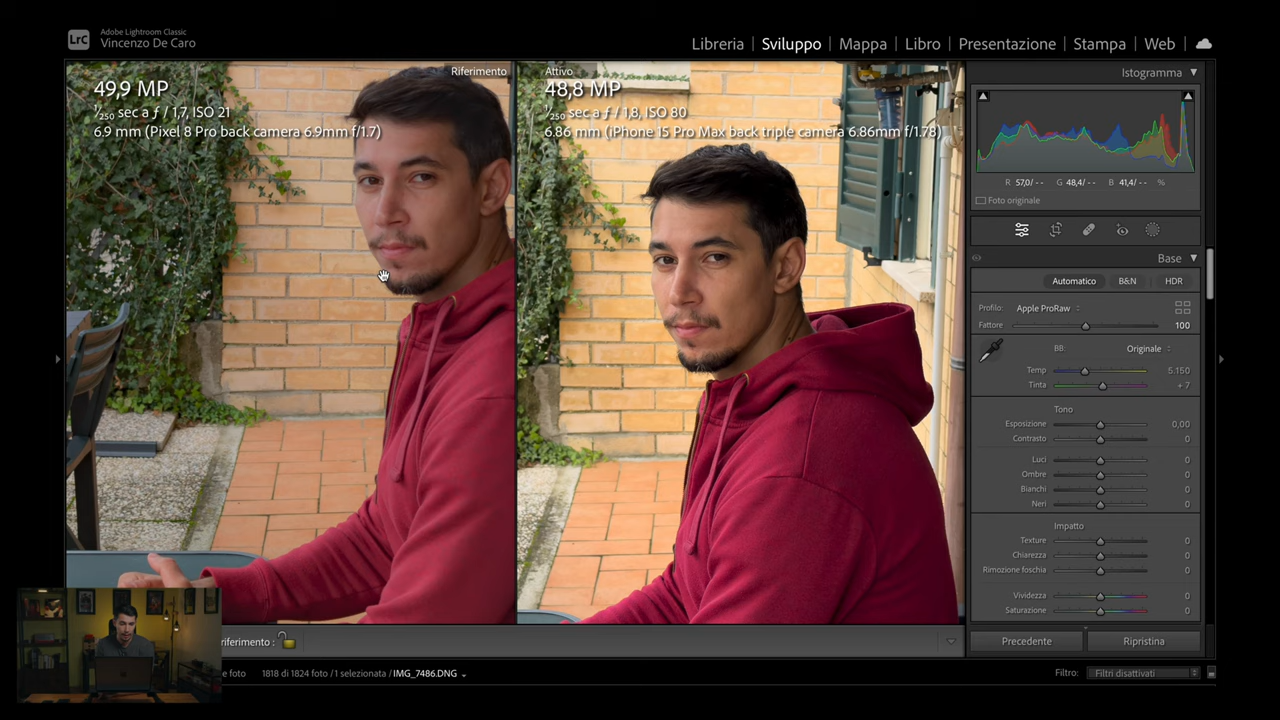 LrC
Adobe Lightroom Classic
Vincenzo De Caro
Libreria | Sviluppo | Mappa | Libro | Presentazione | Stampa | Web
Riferimento
49,9 MP
1/250 sec a ƒ / 1,7, ISO 21
6.9 mm (Pixel 8 Pro back camera 6.9mm f/1.7)
Attivo
48,8 MP
1/250 sec a ƒ / 1,8, ISO 80
6.86 mm (iPhone 15 Pro Max back triple camera 6.86mm f/1.78)
Istogramma
R 57,0/ -- G 48,4/ -- B 41,4/ -- %
Foto originale
Base
Automatico B&N HDR
Profilo: Apple ProRaw
Fattore 100
BB: Originale
Temp 5.150
Tinta + 7
Tono
Esposizione 0,00
Contrasto 0
Luci 0
Ombre 0
Bianchi 0
Neri 0
Impatto
Texture 0
Chiarezza 0
Rimozione foschia 0
Vividezza 0
Saturazione 0
Precedente Ripristina
riferimento :
e foto 1818 di 1824 foto / 1 selezionata / IMG_7486.DNG
Filtro: Filtri disattivati